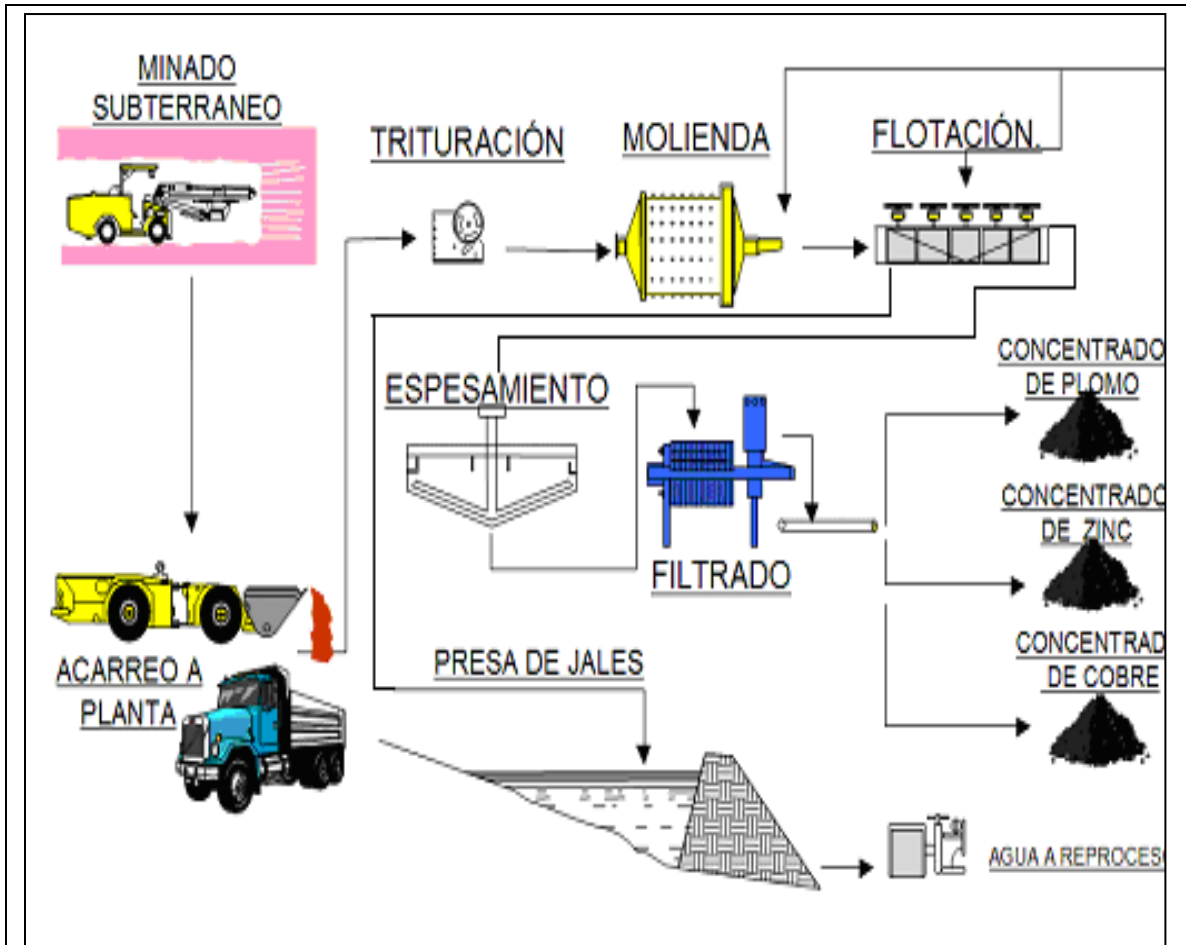 MINADO
SUBTERRANEO
TRITURACIÓN
MOLIENDA
FLOTACIÓN.
CONCENTRADO
DE PLOMO
ESPESAMIENTO
CONCENTRADO
DE ZINC
FILTRADO
CONCENTRAD
DE COBRE
PRESA DE JALES
ACARREO A
PLANTA
AGUA A REPROCESO